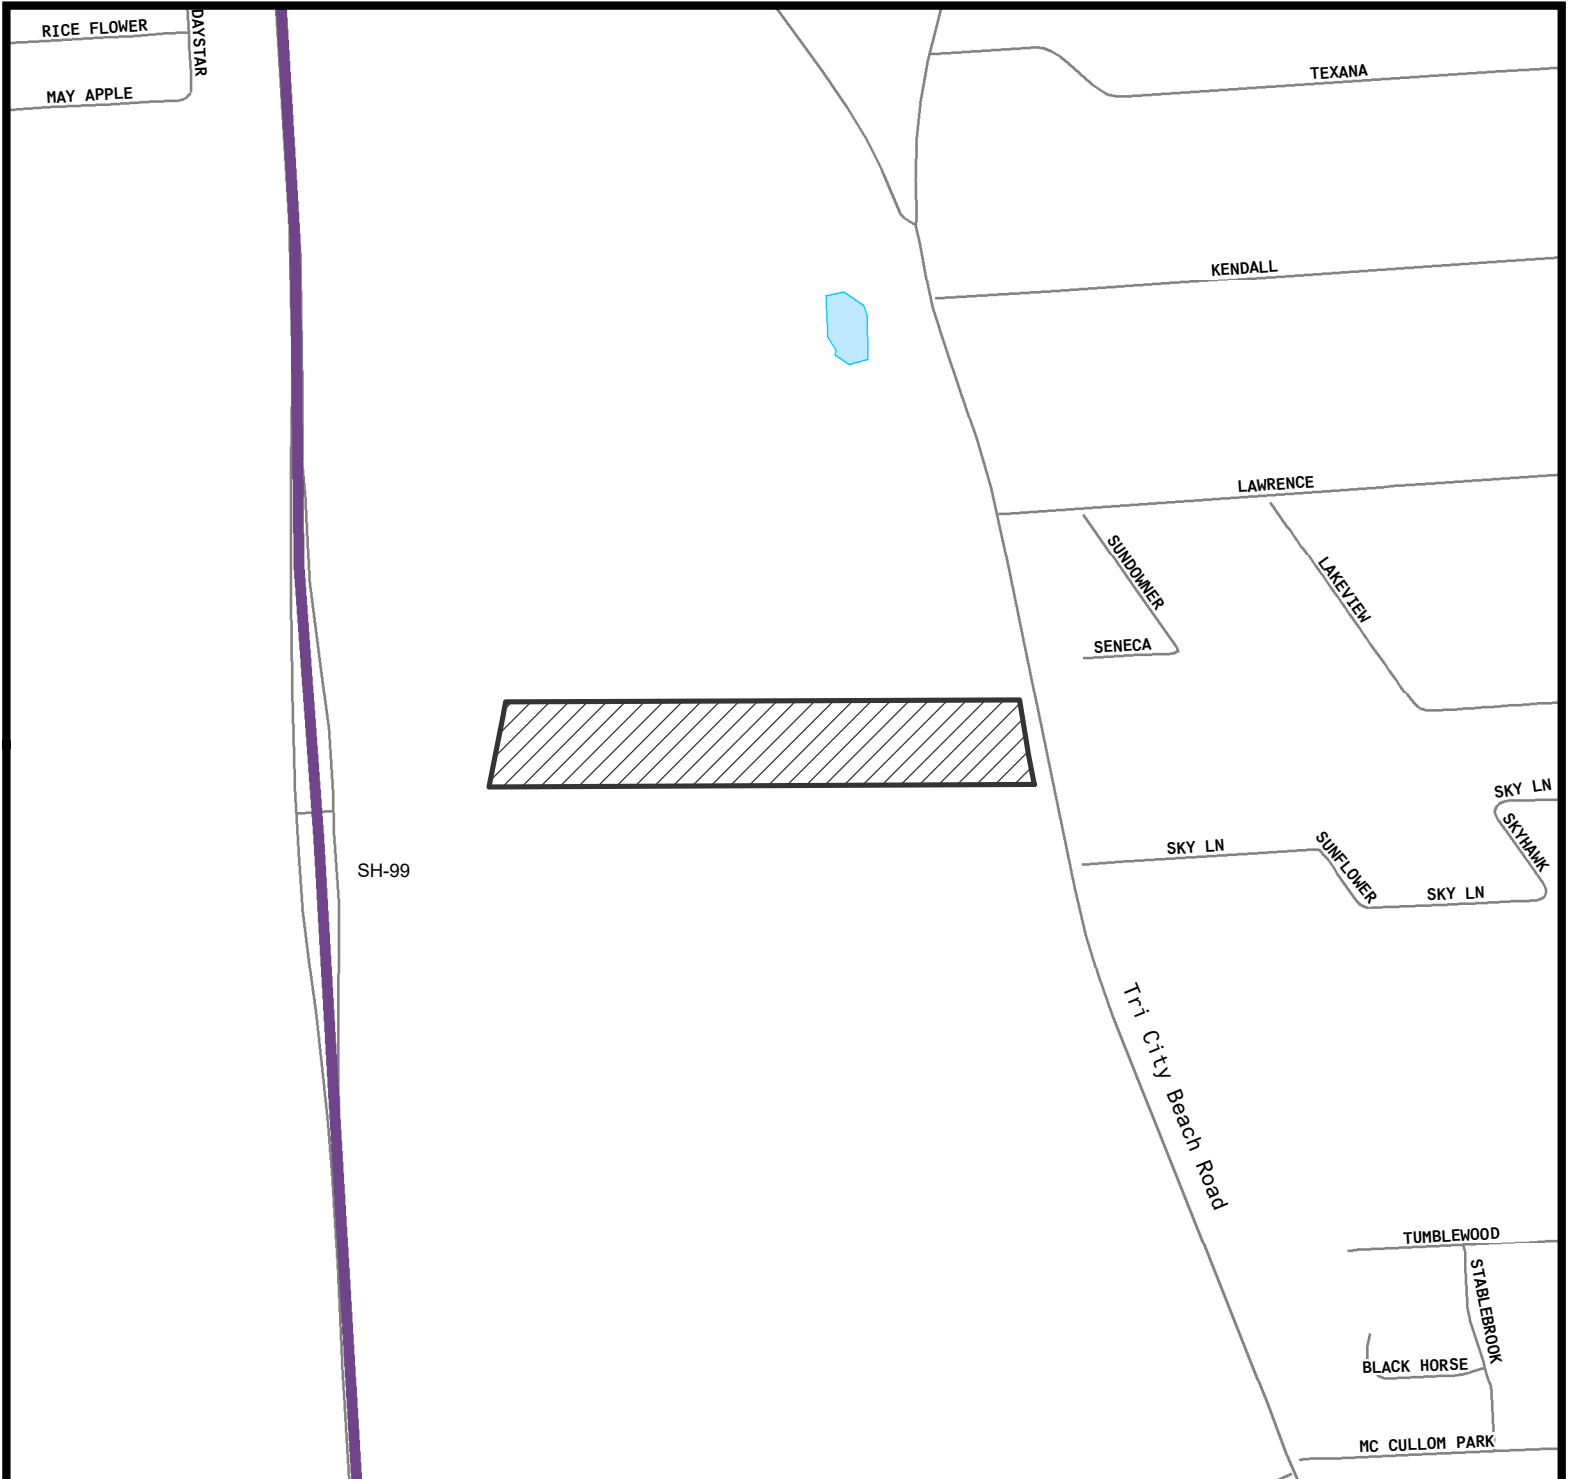 RICE FLOWER
DAYSTAR
MAY APPLE
TEXANA
KENDALL
LAWRENCE
SUNDOWNER
LAKEVIEW
SENECA
SKY LN
SKYHAWK
SKY LN
SUNFLOWER
SKY LN
SH-99
Tri City Beach Road
TUMBLEWOOD
STABLEBROOK
BLACK HORSE
MC CULLOM PARK